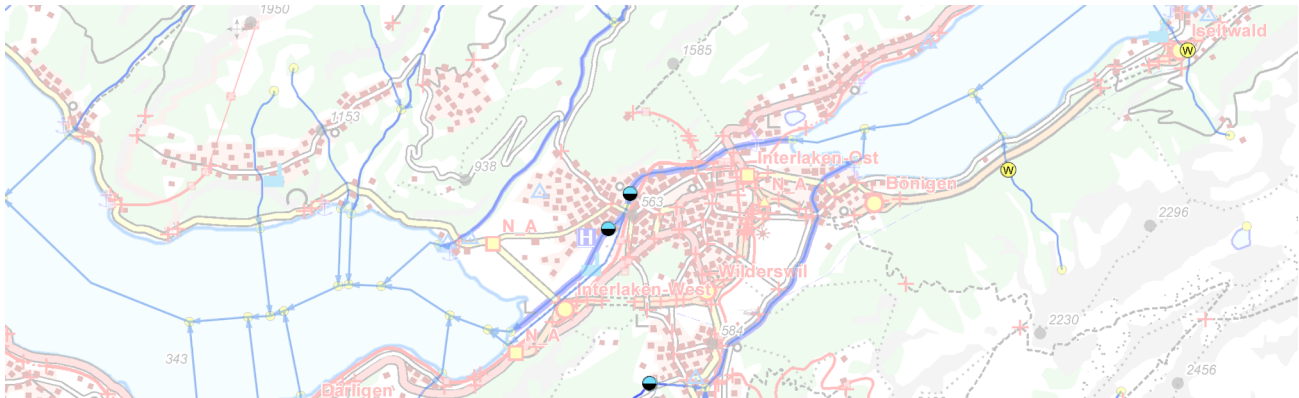 1950
1585
Iseltwald
W
1153
938
Interlaken-Ost
W
N_A
Bönigen
563
2296
N_A
H
Wilderswil
Interlaken-West
2230
584
N_A
343
2456
Därligen